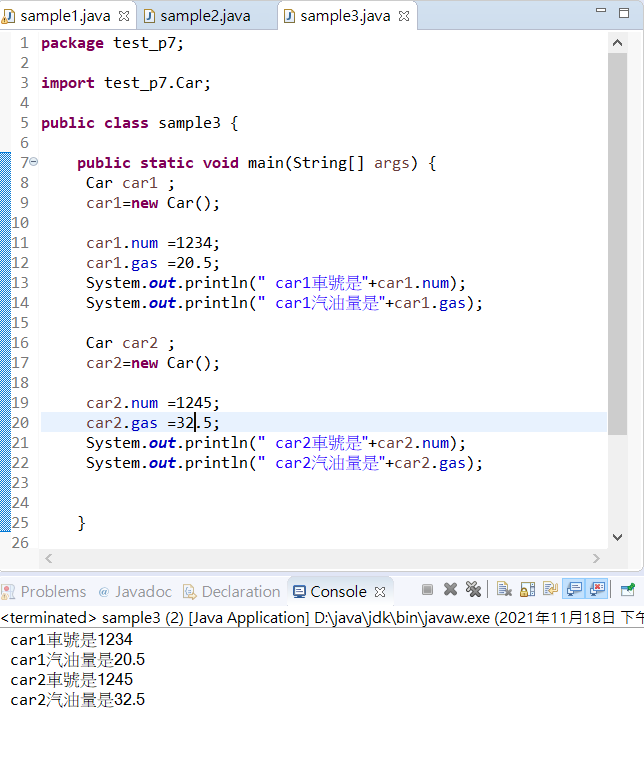 sample1.java sample2.java sample3.java
1 package test_p7;
2
3 import test_p7.Car;
4
5 public class sample3 {
6
7 public static void main(String[] args) {
8 Car car1 ;
9 car1=new Car();
10
11 car1.num =1234;
12 car1.gas =20.5;
13 System.out.println(" car1車號是"+car1.num);
14 System.out.println(" car1汽油量是"+car1.gas);
15
16 Car car2 ;
17 car2=new Car();
18
19 car2.num =1245;
20 car2.gas =32.5;
21 System.out.println(" car2車號是"+car2.num);
22 System.out.println(" car2汽油量是"+car2.gas);
23
24
25 }
26
Problems @ Javadoc Declaration Console
<terminated> sample3 (2) [Java Application] D:\java\jdk\bin\javaw.exe (2021年11月18日 下午
car1車號是1234
car1汽油量是20.5
car2車號是1245
car2汽油量是32.5